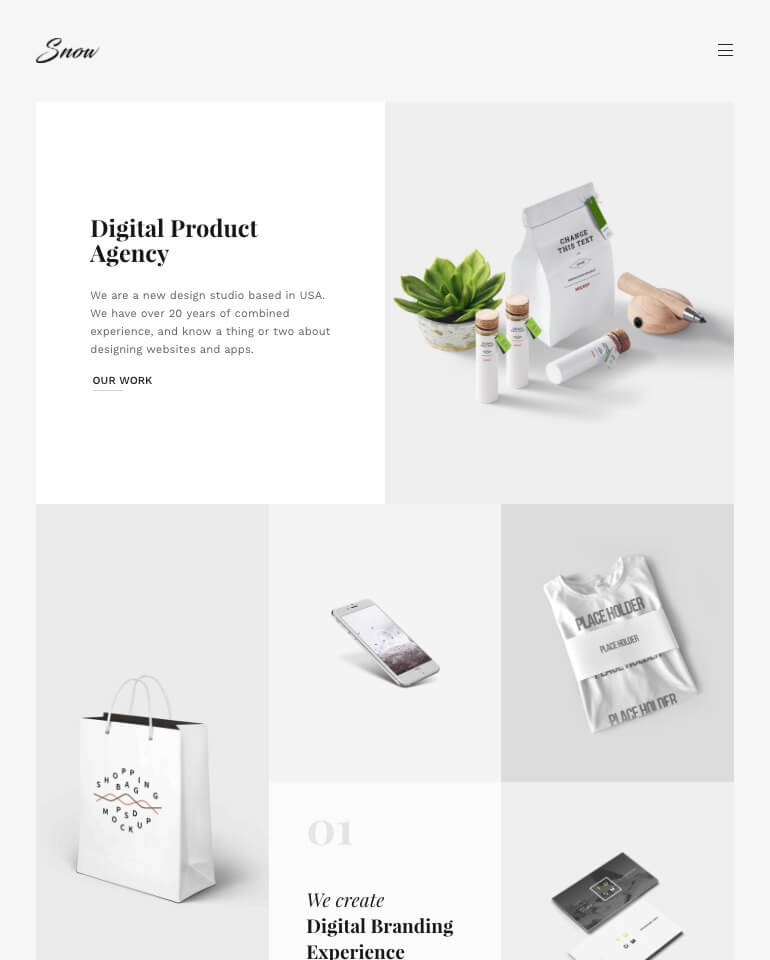 Snow
Digital Product
Agency
We are a new design studio based in USA.
We have over 20 years of combined
experience, and know a thing or two about
designing websites and apps.
OUR WORK
CHANGE
THIS TEXT
PLACE HOLDER
PLACE HOLDER
PLACE HOLDER
PLACE HOLDER
SHOPPING
BAG
PSD
MOCKUP
01
We create
Digital Branding
Experience